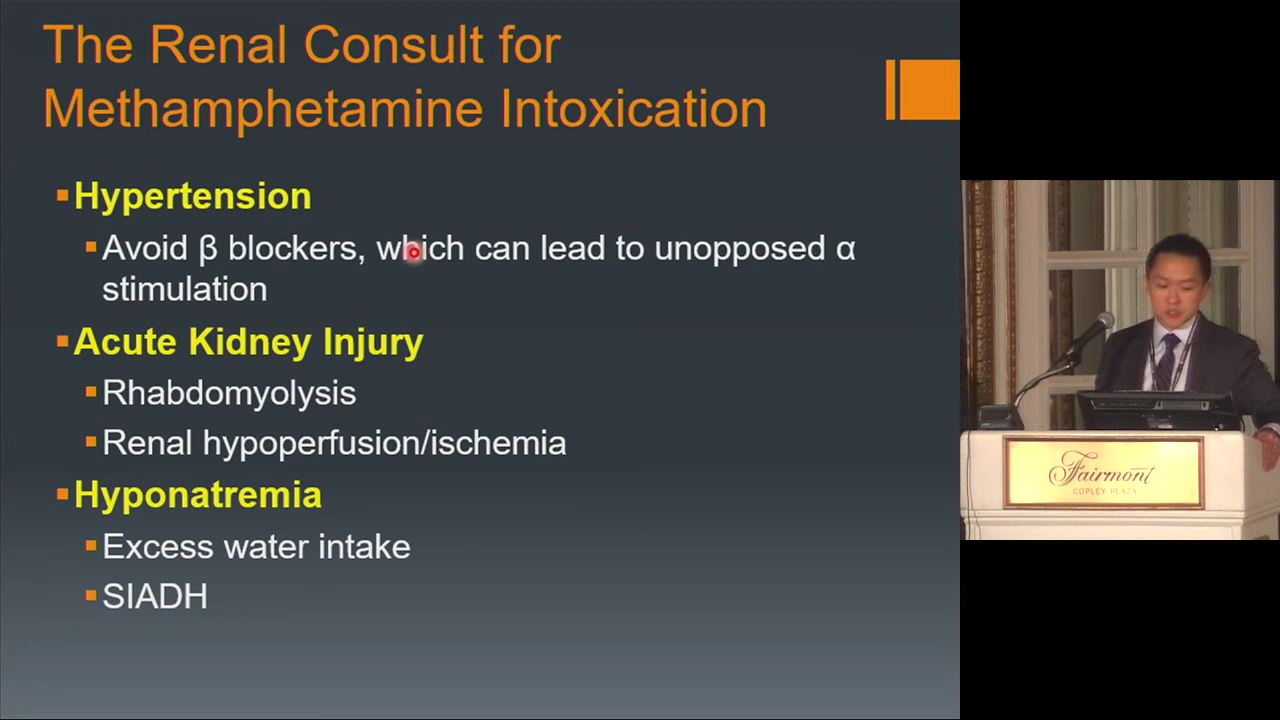 The Renal Consult for
Methamphetamine Intoxication
Hypertension
Avoid β blockers, which can lead to unopposed α
stimulation
Acute Kidney Injury
Rhabdomyolysis
Renal hypoperfusion/ischemia
Hyponatremia
Excess water intake
SIADH
Fairmont
COPLEY PLAZA